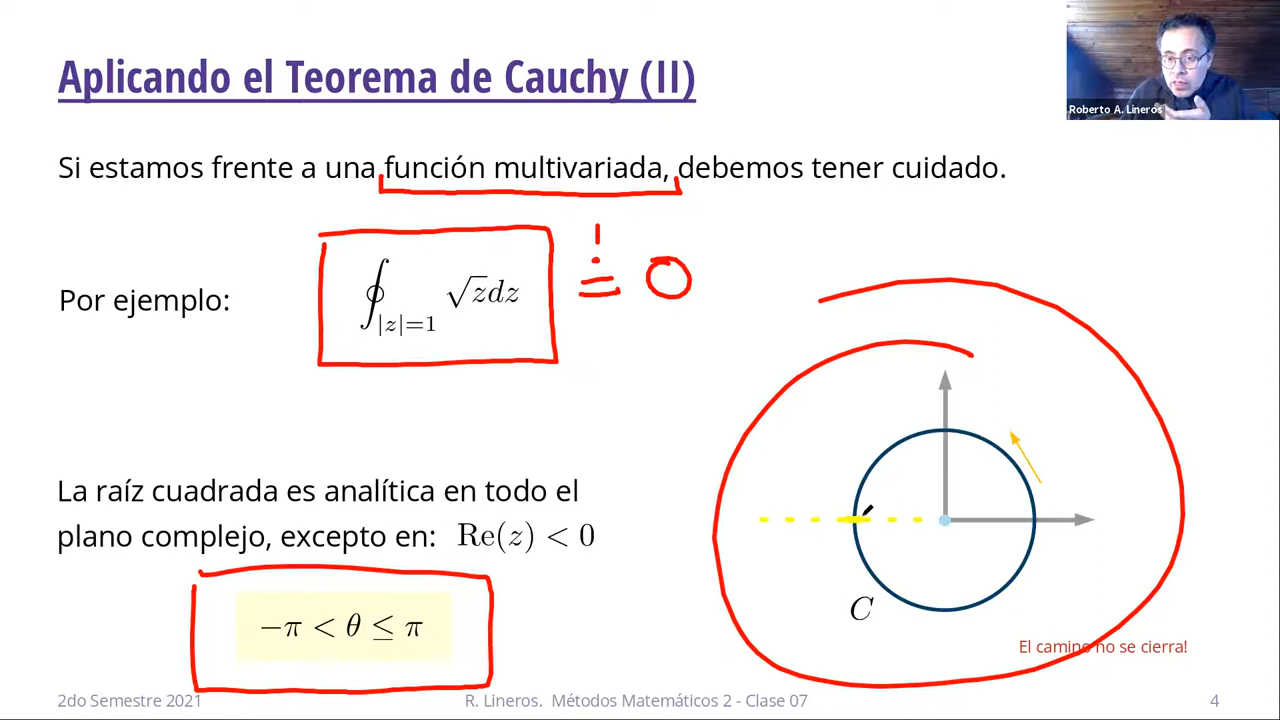 Aplicando el Teorema de Cauchy (II)
Roberto A. Lineros
Si estamos frente a una función multivariada, debemos tener cuidado.
! = 0
Por ejemplo: ∮_{|z|=1} √z dz
La raíz cuadrada es analítica en todo el
plano complejo, excepto en: Re(z) < 0
−π < θ ≤ π
C
El camino no se cierra!
2do Semestre 2021 R. Lineros. Métodos Matemáticos 2 - Clase 07 4